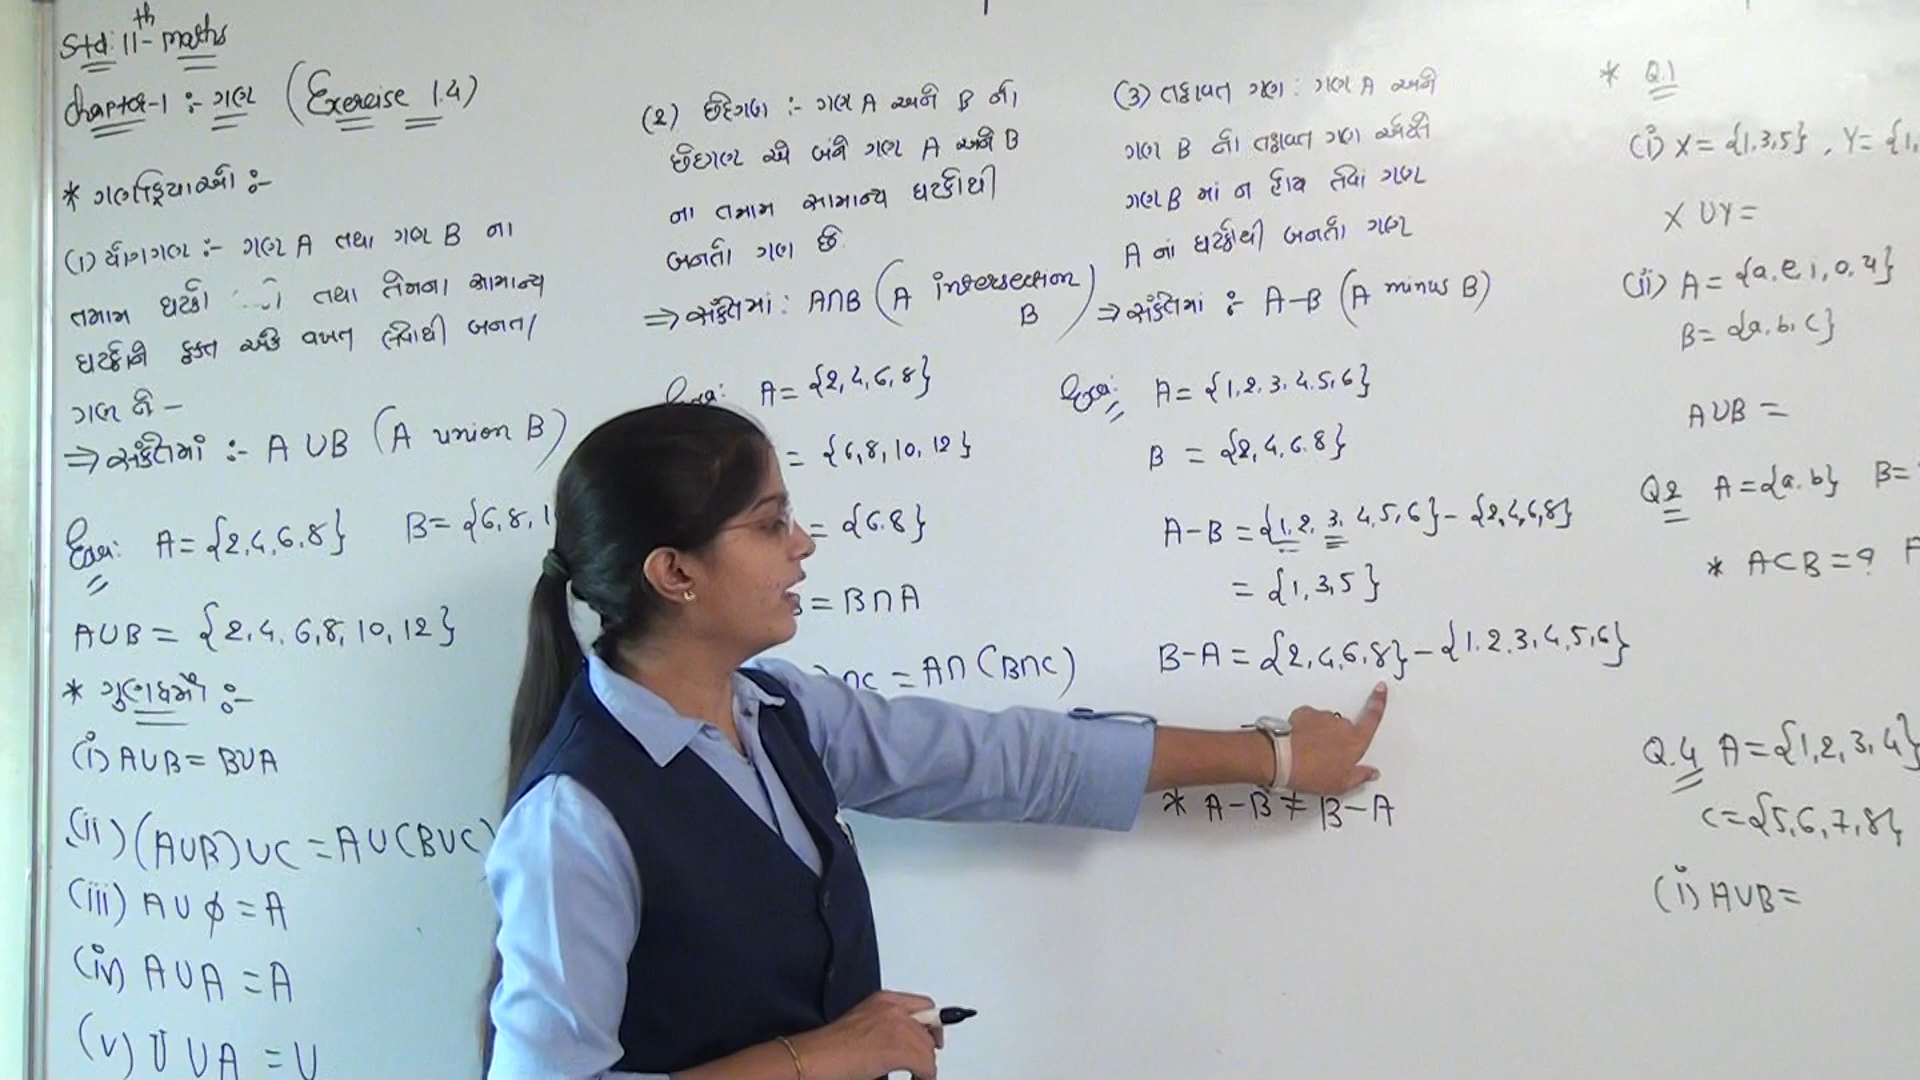 Std: 11th - maths
Chapter-1 :- ગણ (Exercise 1.4)
* ગણક્રિયાઓ :-
(1) યોગગણ :- ગણ A તથા ગણ B ના
તમામ ઘટકો તથા તેમના સામાન્ય
ઘટકોને ફક્ત એક વખત લેવાથી બનતા
ગણ ને -
⇒ સંકેતમાં :- A ∪ B (A union B)
Exa: A = {2,4,6,8} B = {6,8,1
A∪B = {2,4,6,8,10,12}
* ગુણધર્મો :-
(i) A∪B = B∪A
(ii) (A∪B)∪C = A∪(B∪C)
(iii) A∪ϕ = A
(iv) A∪A = A
(v) U∪A = U
(2) છેદગણ :- ગણ A અને B નો
છેદગણ એ બંને ગણ A અને B
ના તમામ સામાન્ય ઘટકોથી
બનતો ગણ છે.
⇒ સંકેતમાં : A∩B (A intersection B)
Exa: A = {2,4,6,8}
= {6,8,10,12}
= {6.8}
= B∩A
∩C = A∩(B∩C)
(3) તફાવત ગણ : ગણ A અને
ગણ B નો તફાવત ગણ એટલે
ગણ B માં ન હોય તેવા ગણ
A નાં ઘટકોથી બનતો ગણ
⇒ સંકેતમાં :- A-B (A minus B)
Exa: A = {1.2.3.4.5,6}
B = {2,4,6.8}
A-B = {1,2,3,4,5,6} - {2,4,6,8}
= {1,3,5}
B-A = {2,4,6,8} - {1.2.3,4,5,6}
* A-B ≠ B-A
* Q.1
(i) X = {1,3,5} , Y = {1,
X∪Y =
(ii) A = {a,e,i,o,u}
B = {a,b,c}
A∪B =
Q2 A = {a.b} B =
* A⊂B = ?
Q.4 A = {1,2,3,4}
C = {5,6,7,8}
(i) A∪B =